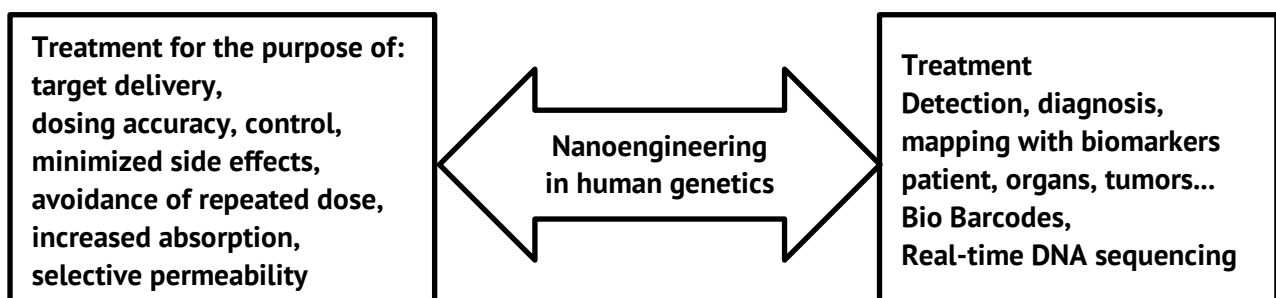 Treatment for the purpose of:
target delivery,
dosing accuracy, control,
minimized side effects,
avoidance of repeated dose,
increased absorption,
selective permeability
Nanoengineering
in human genetics
Treatment
Detection, diagnosis,
mapping with biomarkers
patient, organs, tumors...
Bio Barcodes,
Real-time DNA sequencing